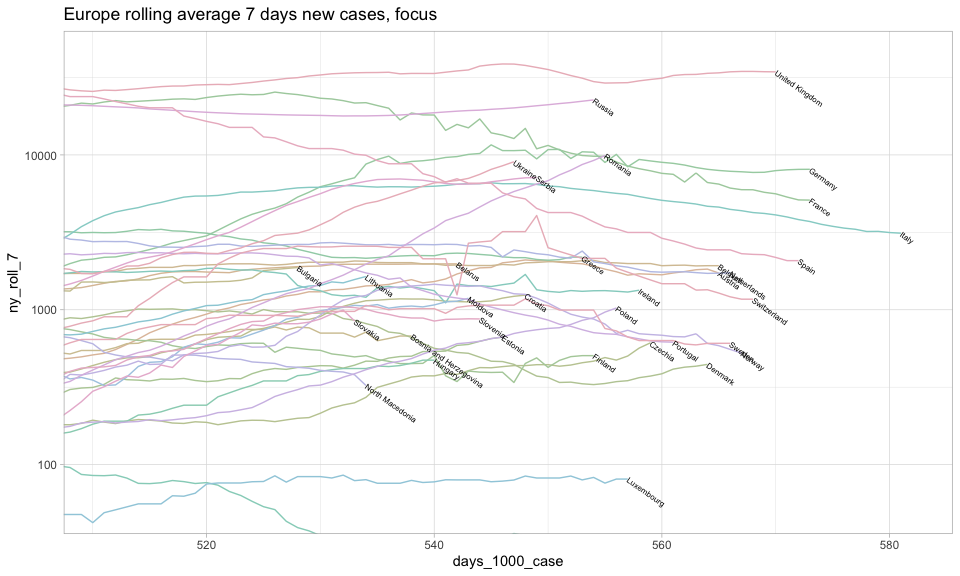 Europe rolling average 7 days new cases, focus
ny_roll_7
10000
1000
100
United Kingdom
Russia
Romania
Ukraine
Serbia
Germany
France
Italy
Spain
Greece
Belarus
Bulgaria
Lithuania
Netherlands
Austria
Ireland
Switzerland
Croatia
Moldova
Poland
Slovakia
Slovenia
Estonia
Bosnia and Herzegovina
Hungary
Czechia
Portugal
Norway
Finland
Denmark
North Macedonia
Luxembourg
520
540
560
580
days_1000_case